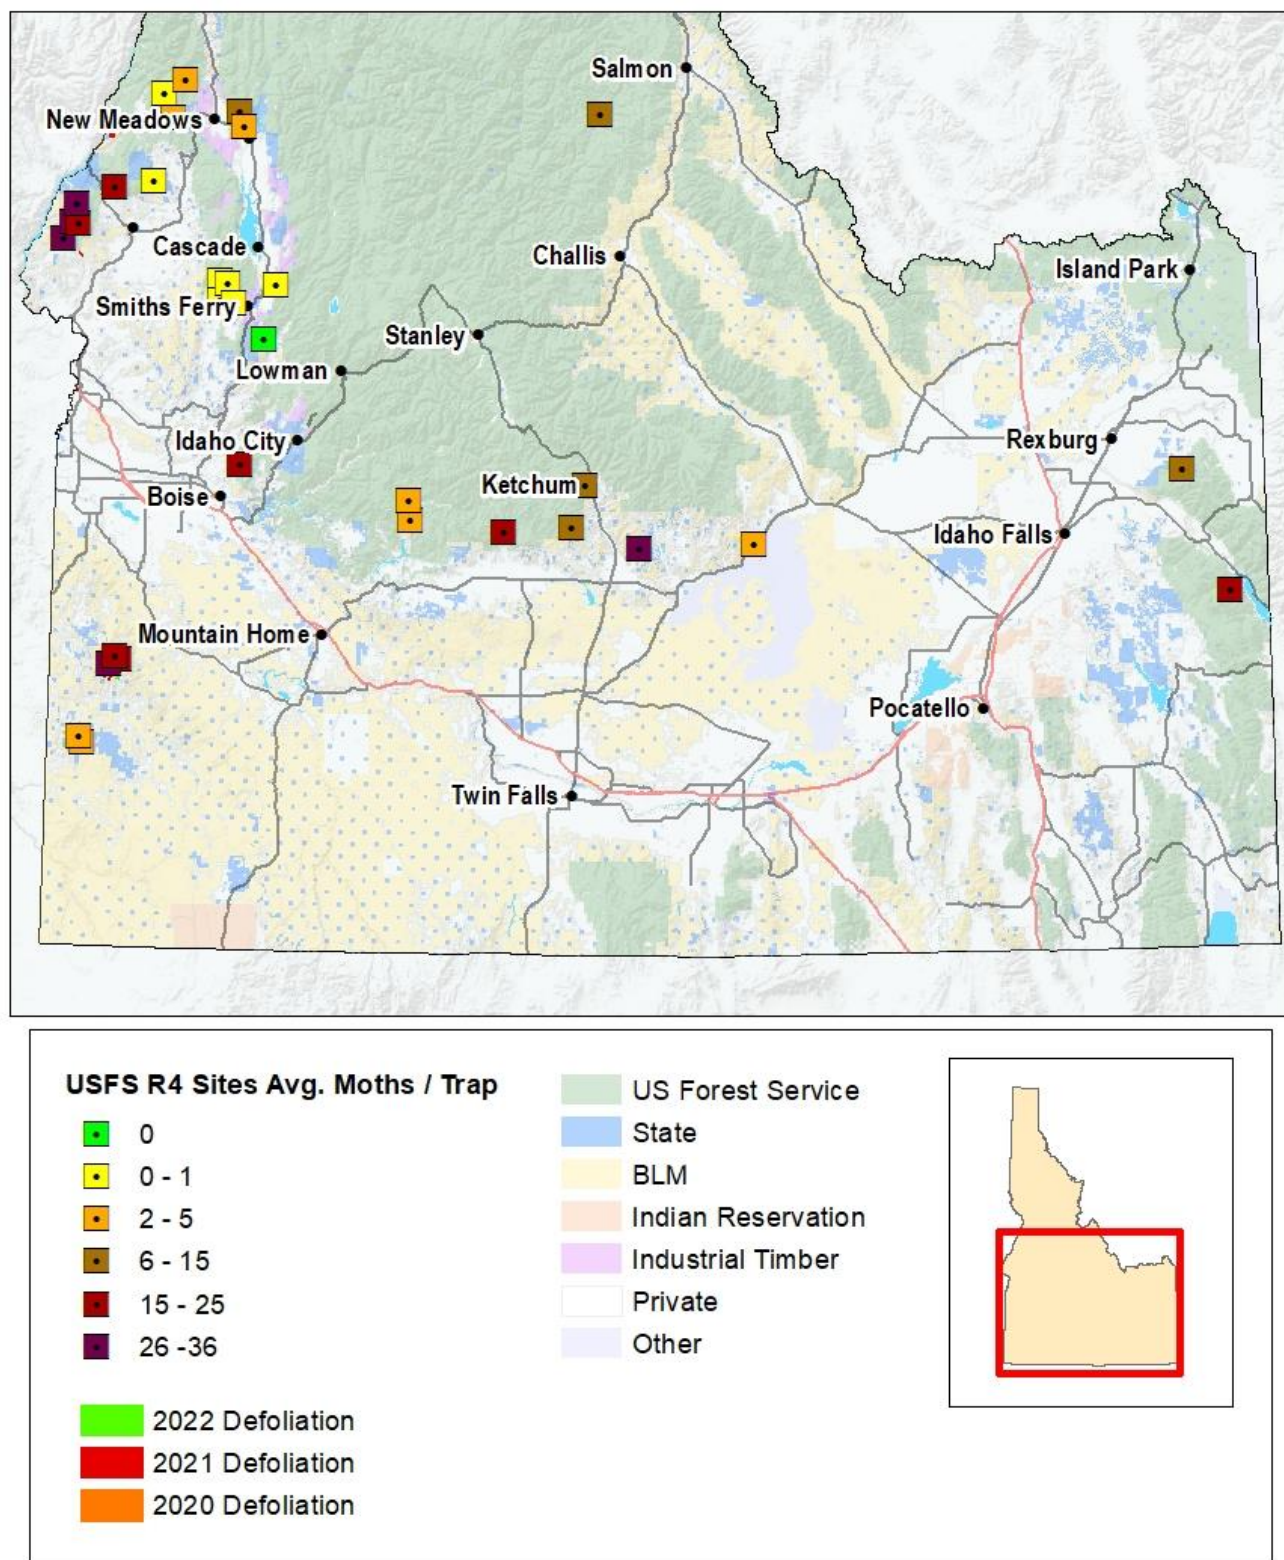 Salmon
New Meadows
Cascade
Challis
Island Park
Smiths Ferry
Stanley
Lowman
Idaho City
Rexburg
Ketchum
Boise
Idaho Falls
Mountain Home
Pocatello
Twin Falls
USFS R4 Sites Avg. Moths / Trap
0
0 - 1
2 - 5
6 - 15
15 - 25
26 -36
2022 Defoliation
2021 Defoliation
2020 Defoliation
US Forest Service
State
BLM
Indian Reservation
Industrial Timber
Private
Other